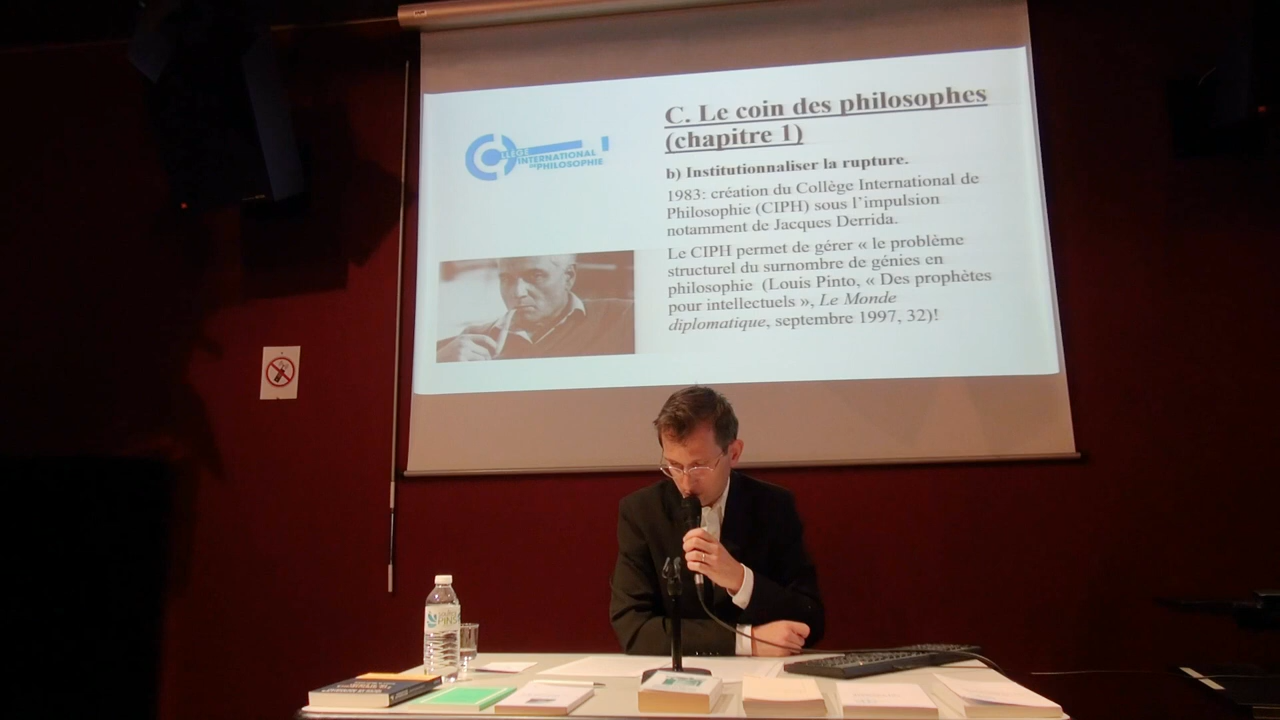 C. Le coin des philosophes
(chapitre 1)
COLLÈGE
INTERNATIONAL
DE PHILOSOPHIE
b) Institutionnaliser la rupture.
1983: création du Collège International de
Philosophie (CIPH) sous l’impulsion
notamment de Jacques Derrida.
Le CIPH permet de gérer « le problème
structurel du surnombre de génies en
philosophie (Louis Pinto, « Des prophètes
pour intellectuels », Le Monde
diplomatique, septembre 1997, 32)!